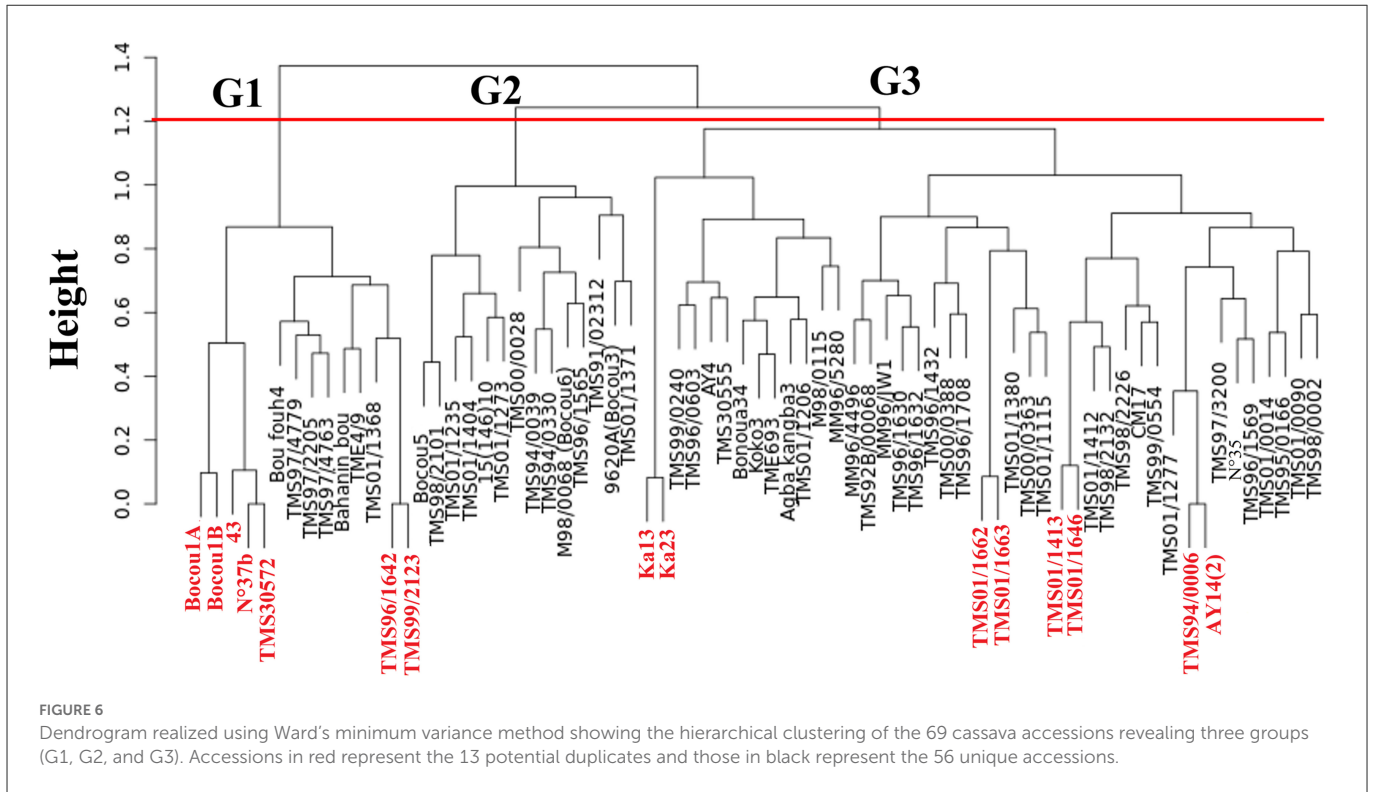 G1
G2
G3
Height
1.4
1.2
1.0
0.8
0.6
0.4
0.2
0.0
Bocou1A
Bocou1B
43
N°37b
TMS30572
Bou fouh4
TMS97/4779
TMS97/2205
TMS97/4763
Bahanin bou
TME4/9
TMS01/1368
TMS96/1642
TMS99/2123
Bocou5
TMS98/2101
TMS01/1235
TMS01/1404
15(146)10
TMS01/1273
TMS00/0028
TMS94/0039
TMS94/0330
M98/0068 (Bocou6)
TMS96/1565
TMS91/02312
9620A(Bocou3)
TMS01/1371
Ka13
Ka23
TMS99/0240
TMS96/0603
AY4
TMS30555
Bonoua34
Koko3
TME693
Agba kangba3
TMS01/1206
M98/0115
MM96/5280
MM96/4496
TMS92B/00068
MM96/JW1
TMS96/1630
TMS96/1632
TMS96/1432
TMS00/0388
TMS96/1708
TMS01/1662
TMS01/1663
TMS01/1380
TMS00/0363
TMS01/1115
TMS01/1413
TMS01/1646
TMS01/1412
TMS98/2132
TMS98/2226
CM17
TMS99/0554
TMS01/1277
TMS94/0006
AY14(2)
TMS97/3200
N°35
TMS96/1569
TMS01/0014
TMS95/0166
TMS01/0090
TMS98/0002
FIGURE 6
Dendrogram realized using Ward's minimum variance method showing the hierarchical clustering of the 69 cassava accessions revealing three groups
(G1, G2, and G3). Accessions in red represent the 13 potential duplicates and those in black represent the 56 unique accessions.